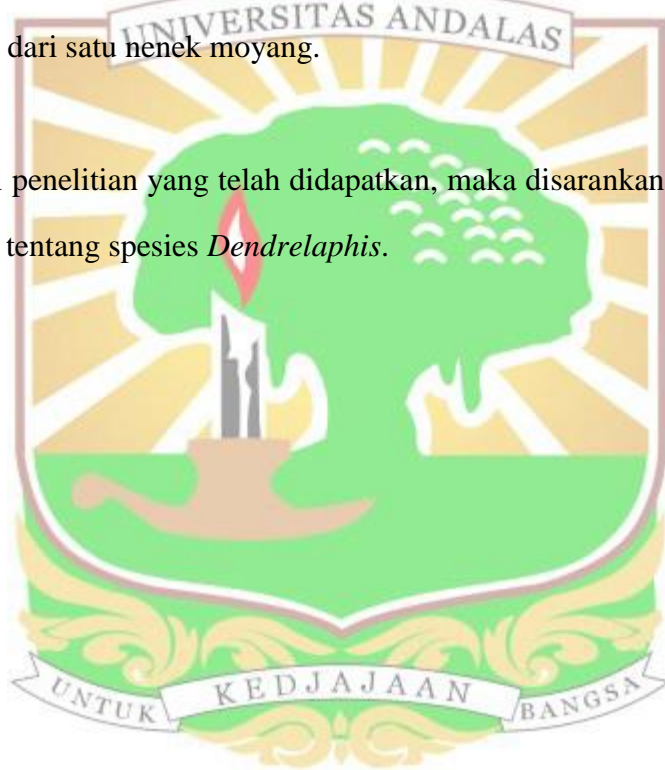 UNIVERSITAS ANDALAS
dari satu nenek moyang.
penelitian yang telah didapatkan, maka disarankan
tentang spesies Dendrelaphis.
UNTUK KEDJAJAAN BANGSA